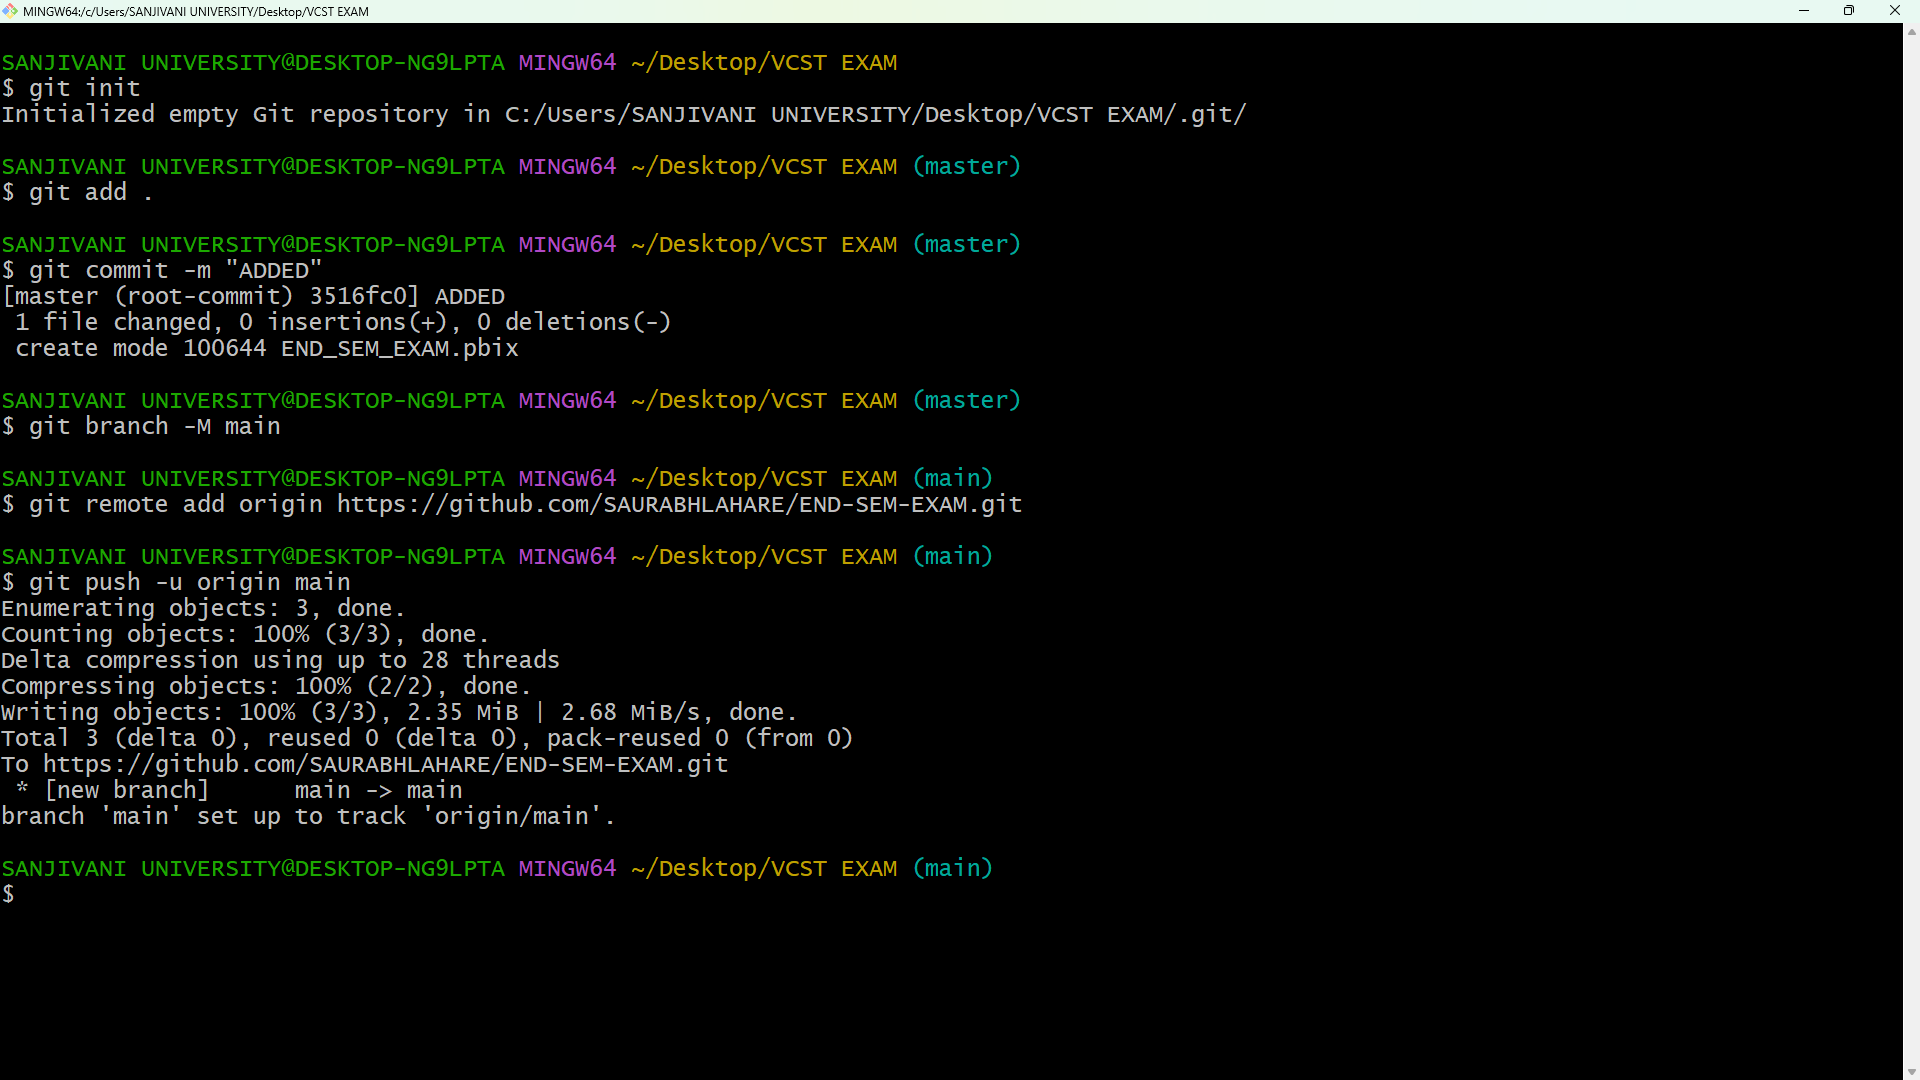 MINGW64:/c/Users/SANJIVANI UNIVERSITY/Desktop/VCST EXAM
SANJIVANI UNIVERSITY@DESKTOP-NG9LPTA MINGW64 ~/Desktop/VCST EXAM
$ git init
Initialized empty Git repository in C:/Users/SANJIVANI UNIVERSITY/Desktop/VCST EXAM/.git/
SANJIVANI UNIVERSITY@DESKTOP-NG9LPTA MINGW64 ~/Desktop/VCST EXAM (master)
$ git add .
SANJIVANI UNIVERSITY@DESKTOP-NG9LPTA MINGW64 ~/Desktop/VCST EXAM (master)
$ git commit -m "ADDED"
[master (root-commit) 3516fc0] ADDED
 1 file changed, 0 insertions(+), 0 deletions(-)
 create mode 100644 END_SEM_EXAM.pbix
SANJIVANI UNIVERSITY@DESKTOP-NG9LPTA MINGW64 ~/Desktop/VCST EXAM (master)
$ git branch -M main
SANJIVANI UNIVERSITY@DESKTOP-NG9LPTA MINGW64 ~/Desktop/VCST EXAM (main)
$ git remote add origin https://github.com/SAURABHLAHARE/END-SEM-EXAM.git
SANJIVANI UNIVERSITY@DESKTOP-NG9LPTA MINGW64 ~/Desktop/VCST EXAM (main)
$ git push -u origin main
Enumerating objects: 3, done.
Counting objects: 100% (3/3), done.
Delta compression using up to 28 threads
Compressing objects: 100% (2/2), done.
Writing objects: 100% (3/3), 2.35 MiB | 2.68 MiB/s, done.
Total 3 (delta 0), reused 0 (delta 0), pack-reused 0 (from 0)
To https://github.com/SAURABHLAHARE/END-SEM-EXAM.git
 * [new branch]      main -> main
branch 'main' set up to track 'origin/main'.
SANJIVANI UNIVERSITY@DESKTOP-NG9LPTA MINGW64 ~/Desktop/VCST EXAM (main)
$